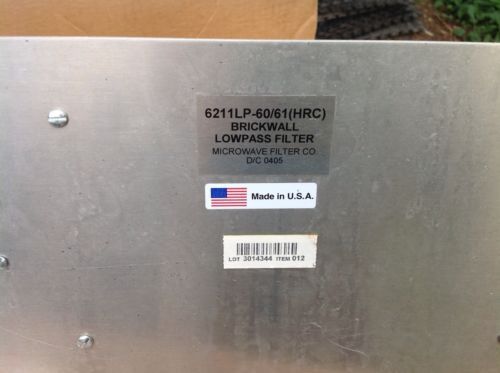 6211LP-60/61(HRC)
BRICKWALL
LOWPASS FILTER
MICROWAVE FILTER CO.
D/C 0405
Made in U.S.A.
LOT 3014344 ITEM 012